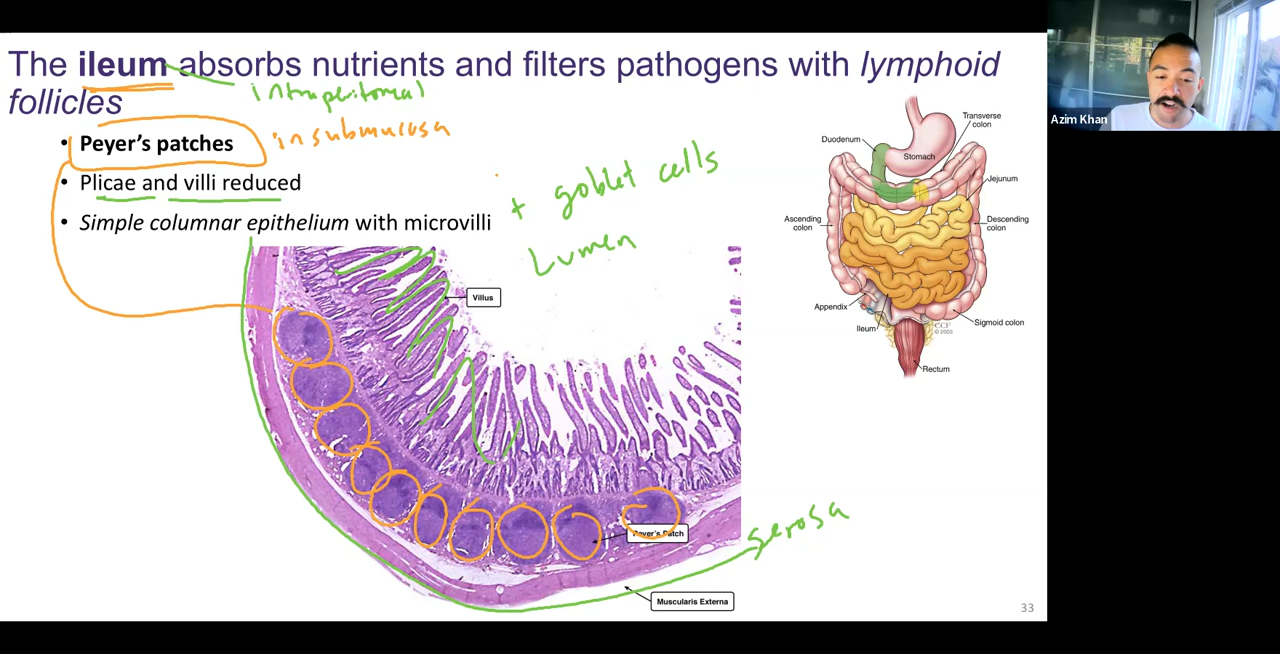 The ileum absorbs nutrients and filters pathogens with lymphoid
follicles
intraperitoneal
• Peyer's patches
in submucosa
• Plicae and villi reduced
• Simple columnar epithelium with microvilli
+ goblet cells
Lumen
Villus
Peyer's Patch
serosa
Muscularis Externa
Transverse
colon
Duodenum
Stomach
Jejunum
Ascending
colon
Descending
colon
Appendix
Ileum
CCF
© 2003
Sigmoid colon
Rectum
33
Azim Khan